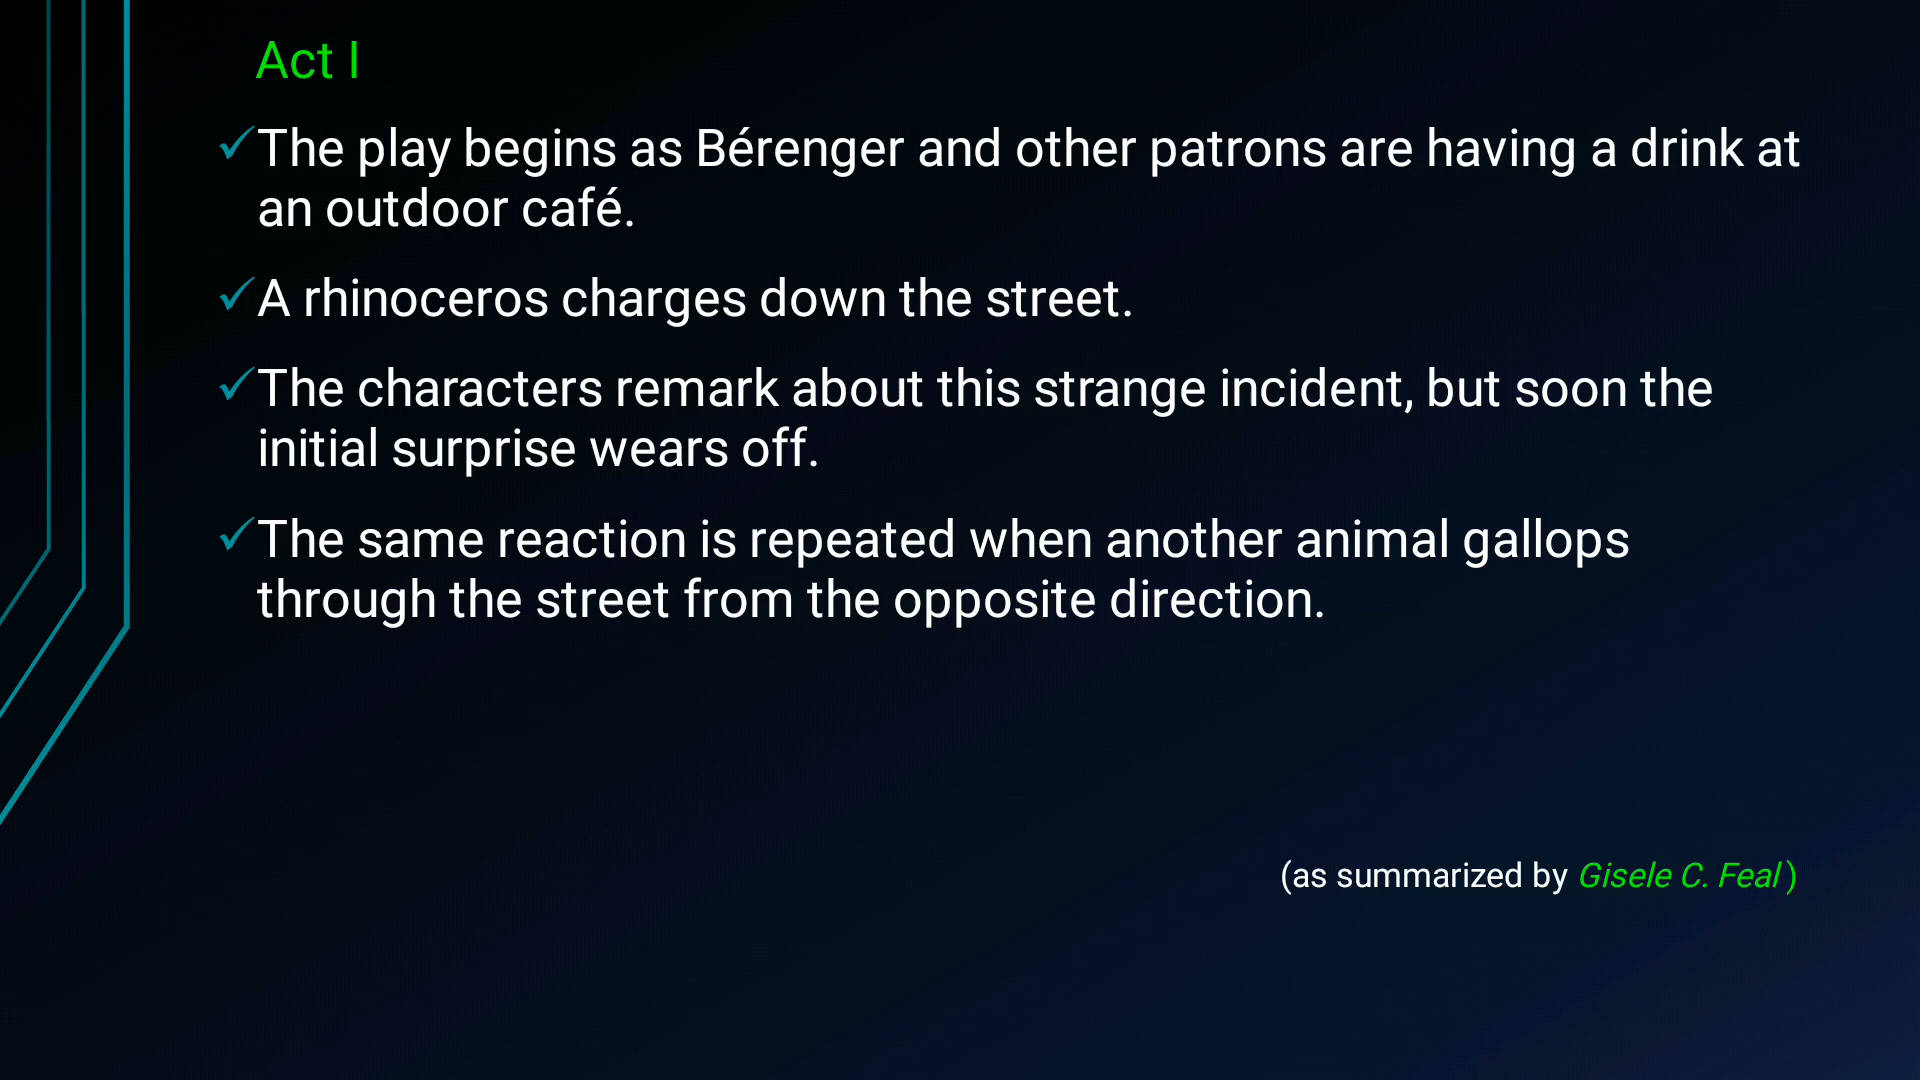 Act I
✓The play begins as Bérenger and other patrons are having a drink at
an outdoor café.
✓A rhinoceros charges down the street.
✓The characters remark about this strange incident, but soon the
initial surprise wears off.
✓The same reaction is repeated when another animal gallops
through the street from the opposite direction.
(as summarized by Gisele C. Feal )